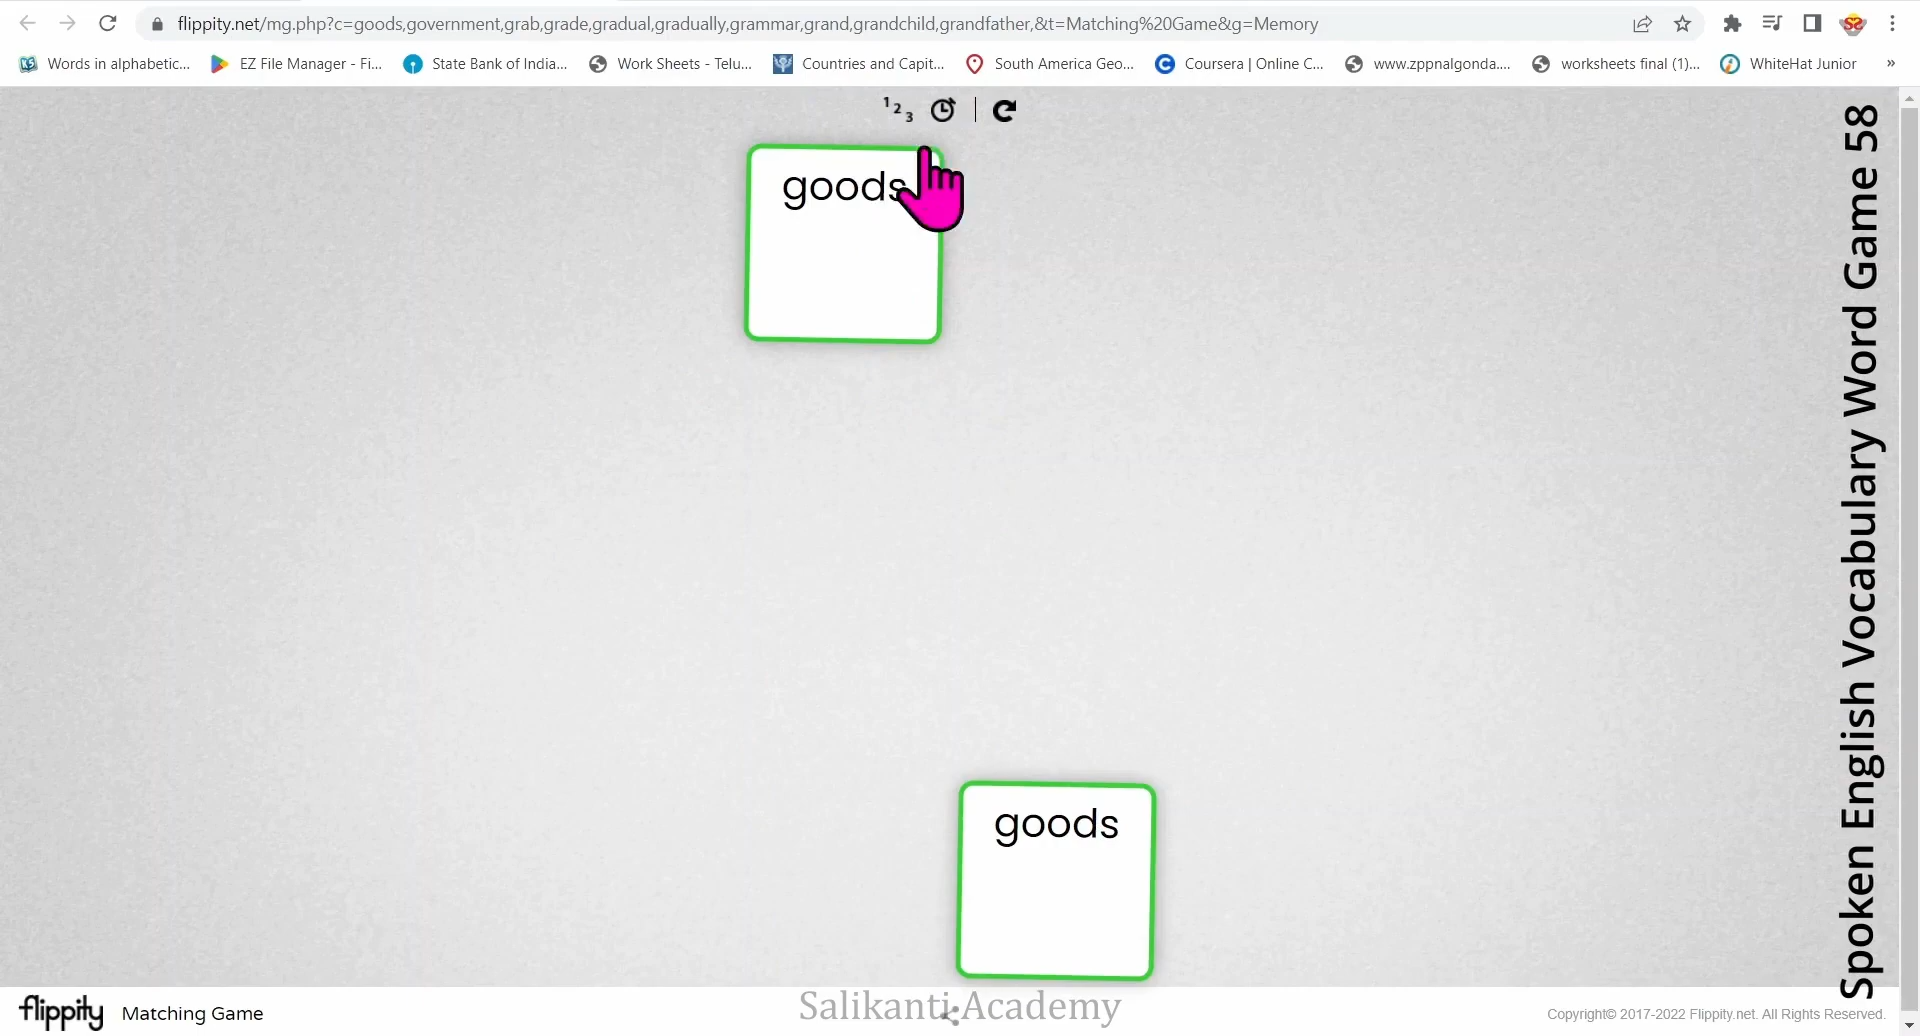 flippity.net/mg.php?c=goods,government,grab,grade,gradual,gradually,grammar,grand,grandchild,grandfather,&t=Matching%20Game&g=Memory
Words in alphabetic... EZ File Manager - Fi... State Bank of India... Work Sheets - Telu... Countries and Capit... South America Geo... Coursera | Online C... www.zppnalgonda.... worksheets final (1)... WhiteHat Junior »
1 2 3
goods
goods
Spoken English Vocabulary Word Game 58
flippity Matching Game
Salikanti Academy
Copyright© 2017-2022 Flippity.net. All Rights Reserved.